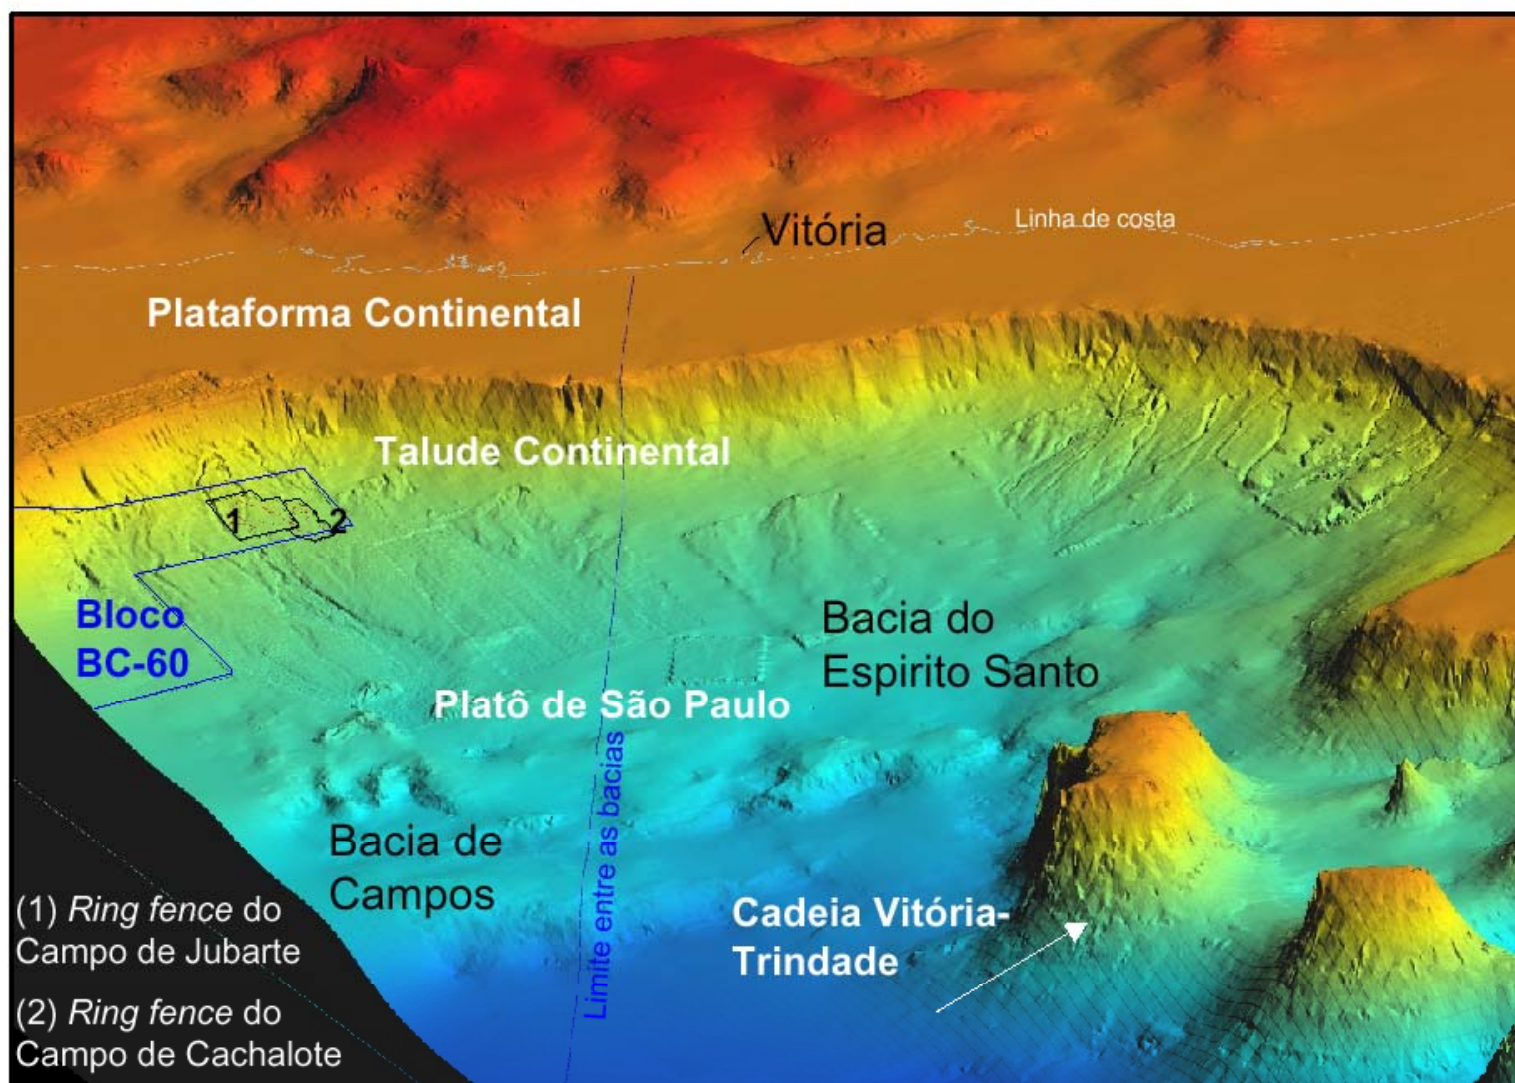 Vitória
Linha de costa
Plataforma Continental
Talude Continental
1
2
Bloco
BC-60
Bacia do
Espirito Santo
Platô de São Paulo
Limite entre as bacias
Bacia de
Campos
Cadeia Vitória-
Trindade
(1) Ring fence do
Campo de Jubarte
(2) Ring fence do
Campo de Cachalote